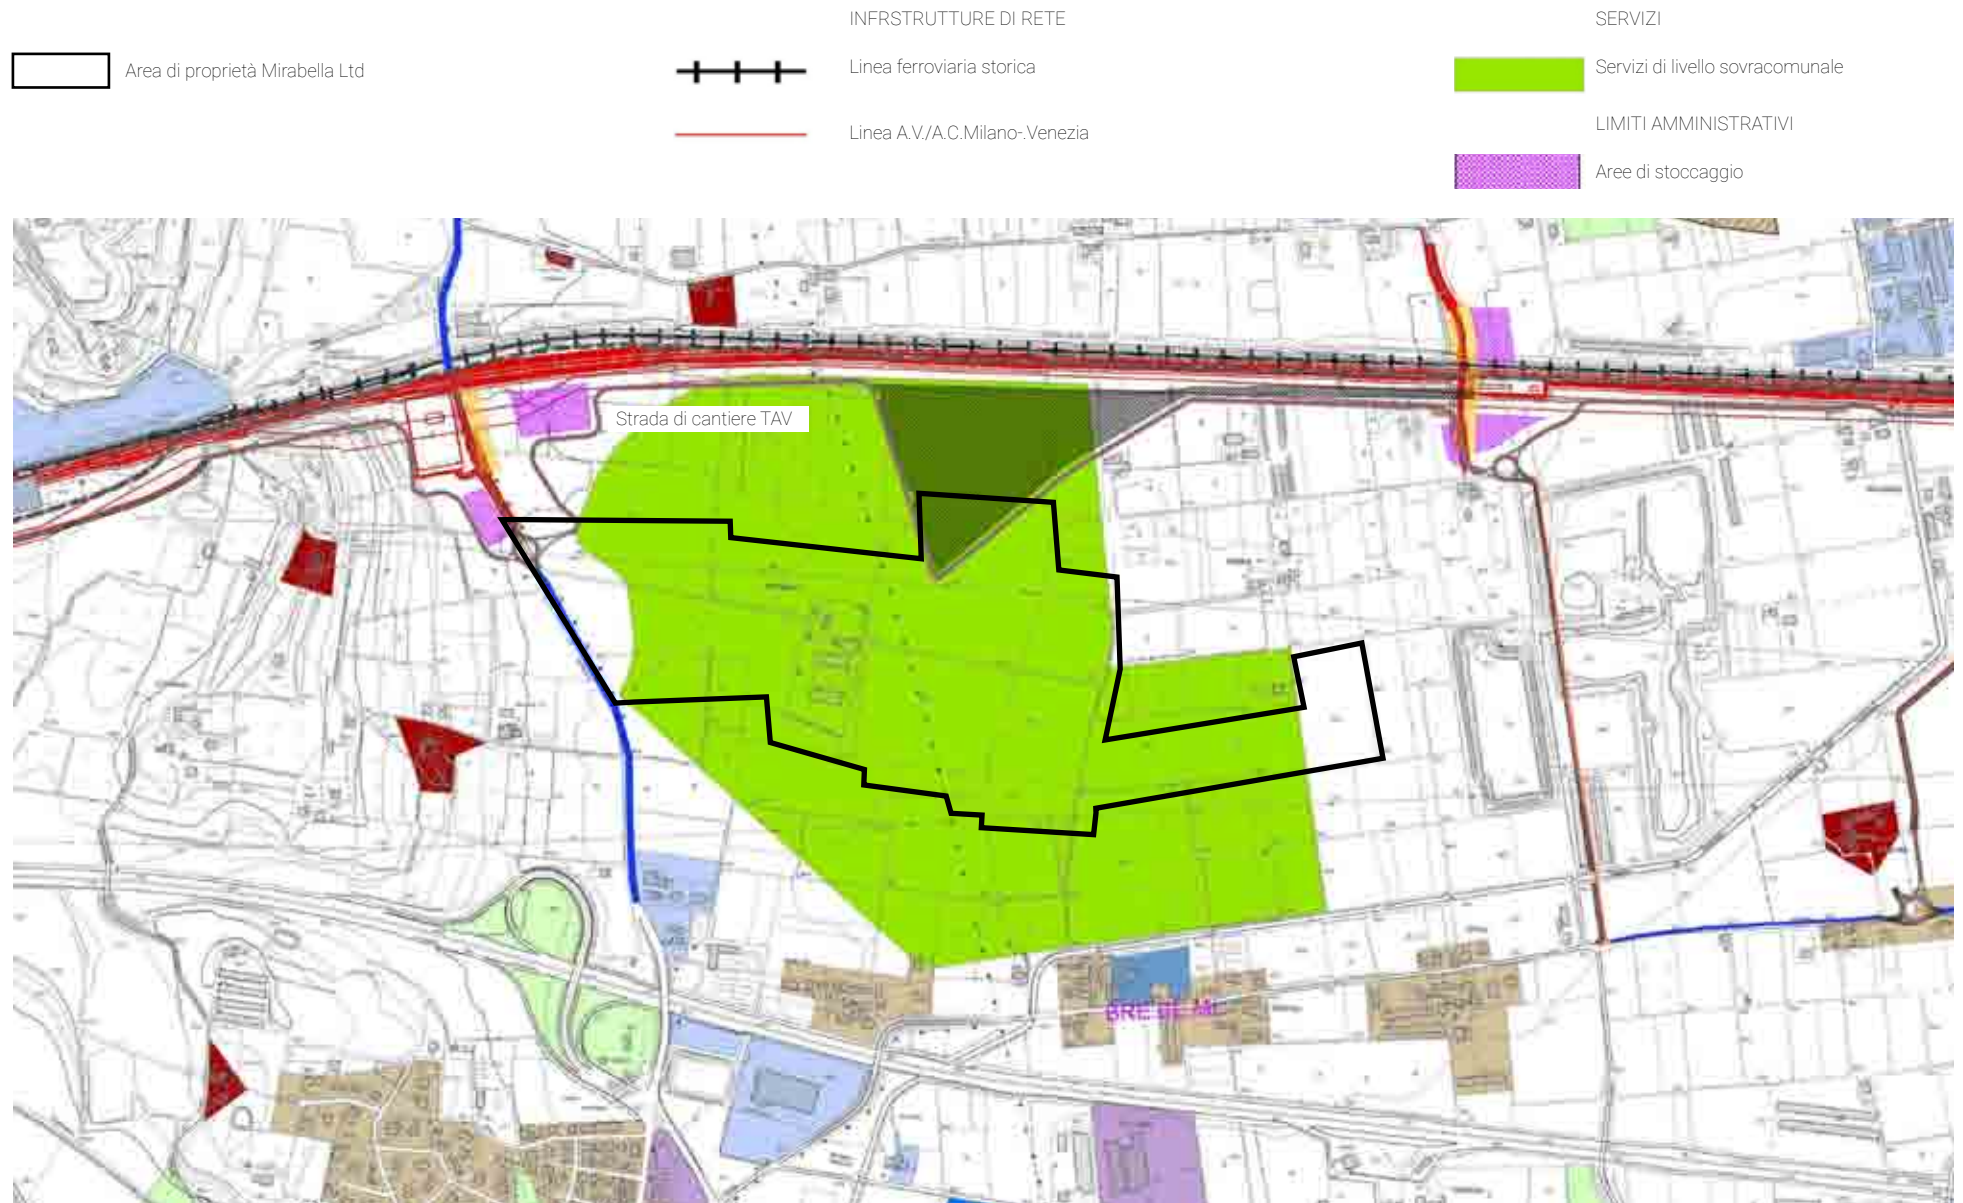 INFRSTRUTTURE DI RETE
SERVIZI
Area di proprietà Mirabella Ltd
Linea ferroviaria storica
Servizi di livello sovracomunale
Linea A.V./A.C.Milano-.Venezia
LIMITI AMMINISTRATIVI
Aree di stoccaggio
Strada di cantiere TAV